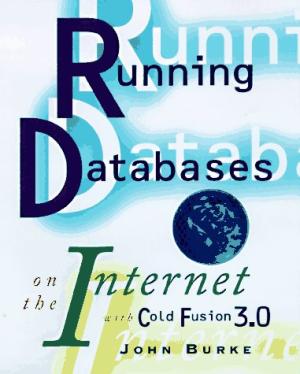 Running
Databases
on the Internet
with Cold Fusion 3.0
JOHN BURKE